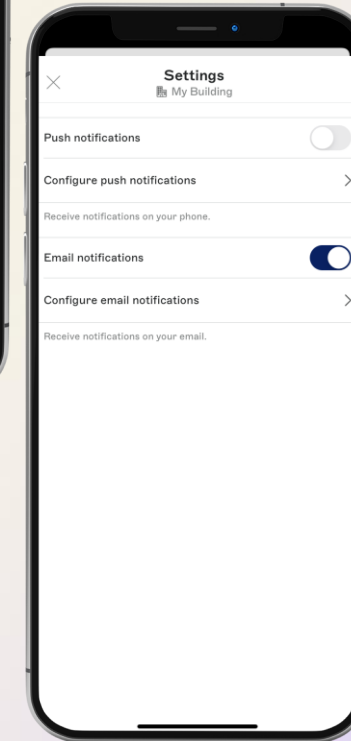 Settings
My Building
Push notifications
Configure push notifications
Receive notifications on your phone.
Email notifications
Configure email notifications
Receive notifications on your email.